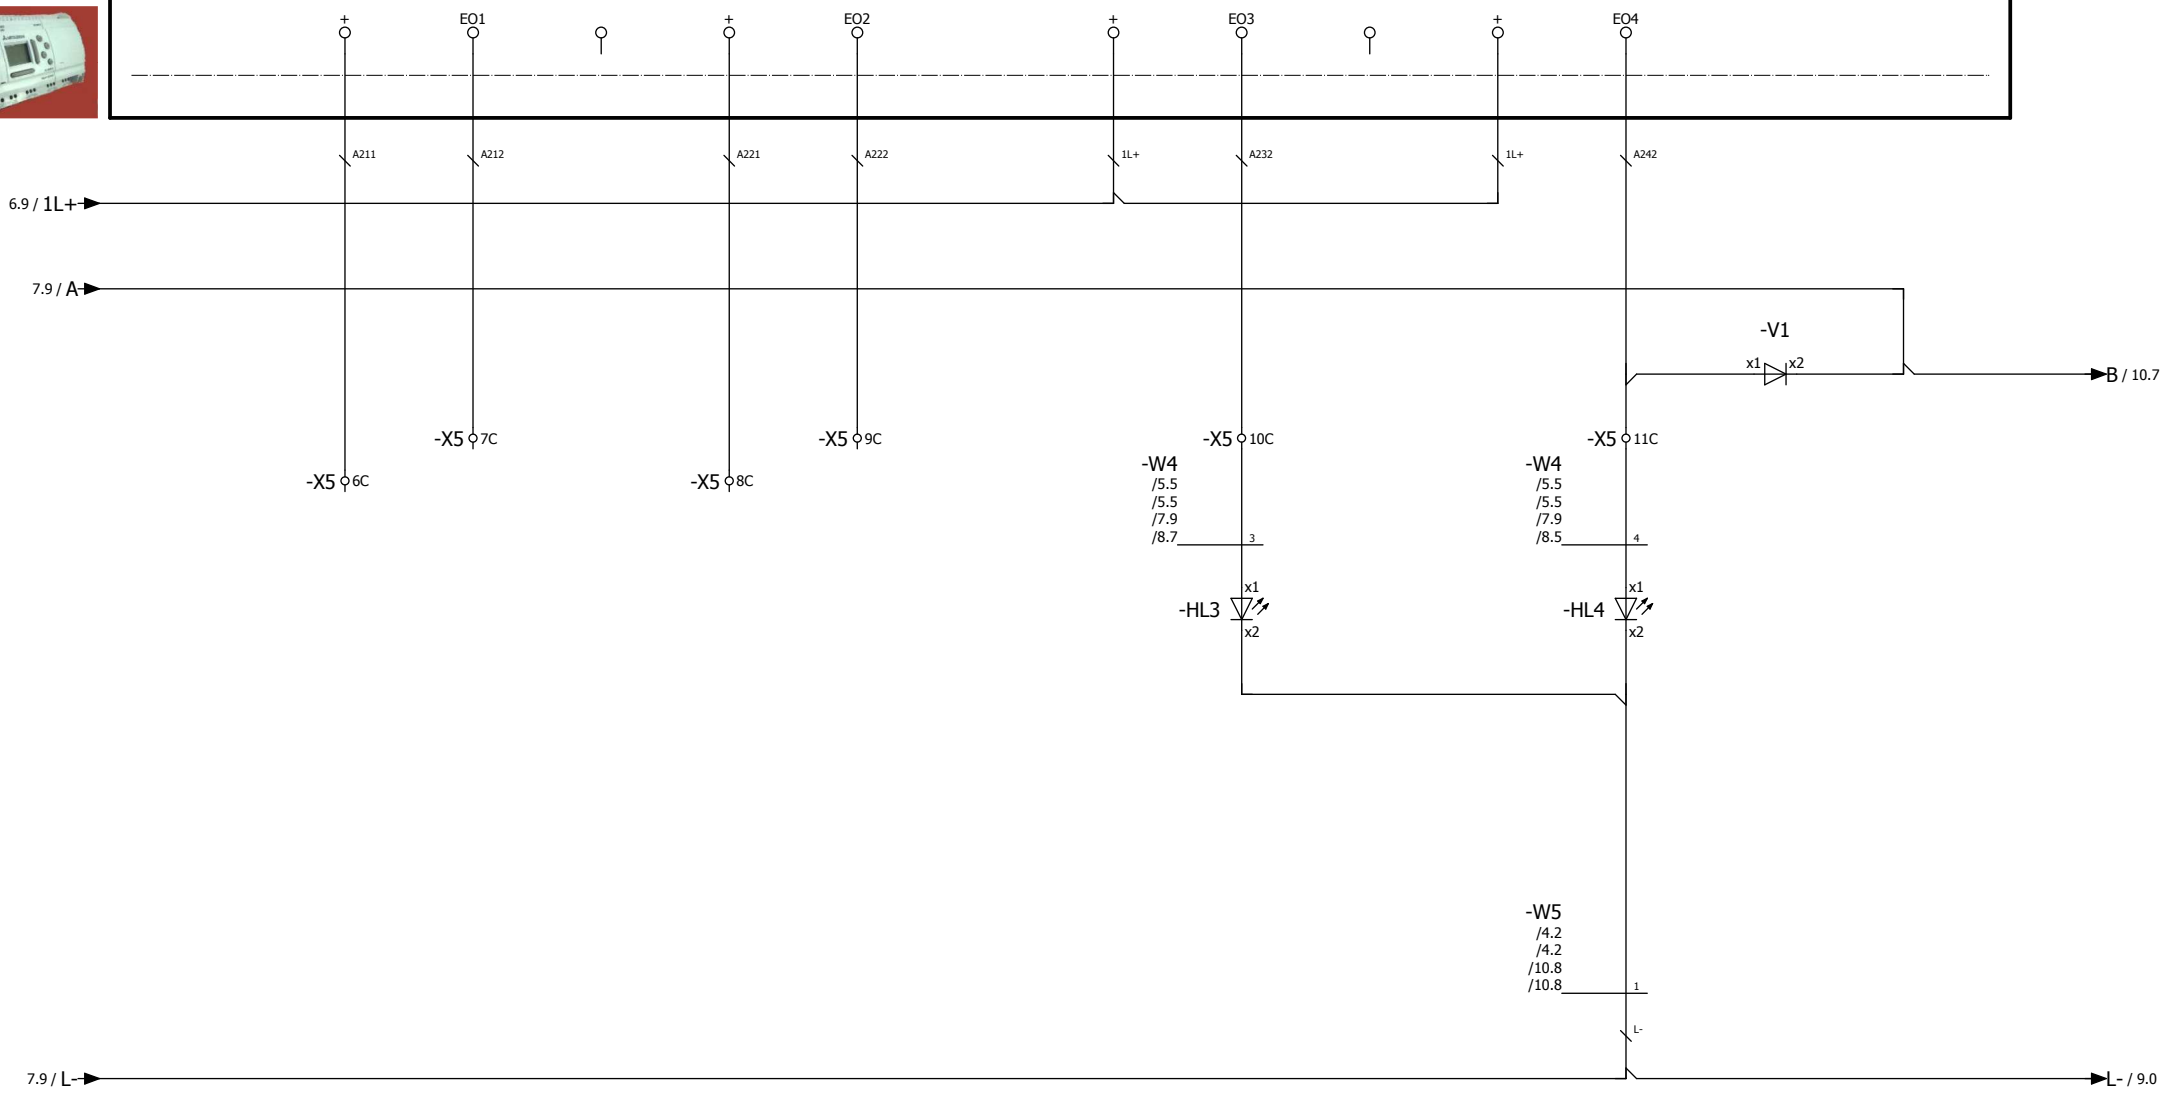 + EO1 + EO2 + EO3 + EO4
A211 A212 A221 A222 1L+ A232 1L+ A242
6.9 / 1L+
7.9 / A
-V1
x1 x2
B / 10.7
-X5 7C -X5 9C -X5 10C -X5 11C
-X5 6C -X5 8C
-W4 -W4
/5.5 /5.5
/5.5 /5.5
/7.9 /7.9
/8.7 3 /8.5 4
x1 x1
-HL3 -HL4
x2 x2
-W5
/4.2
/4.2
/10.8
/10.8 1
L-
7.9 / L- L- / 9.0